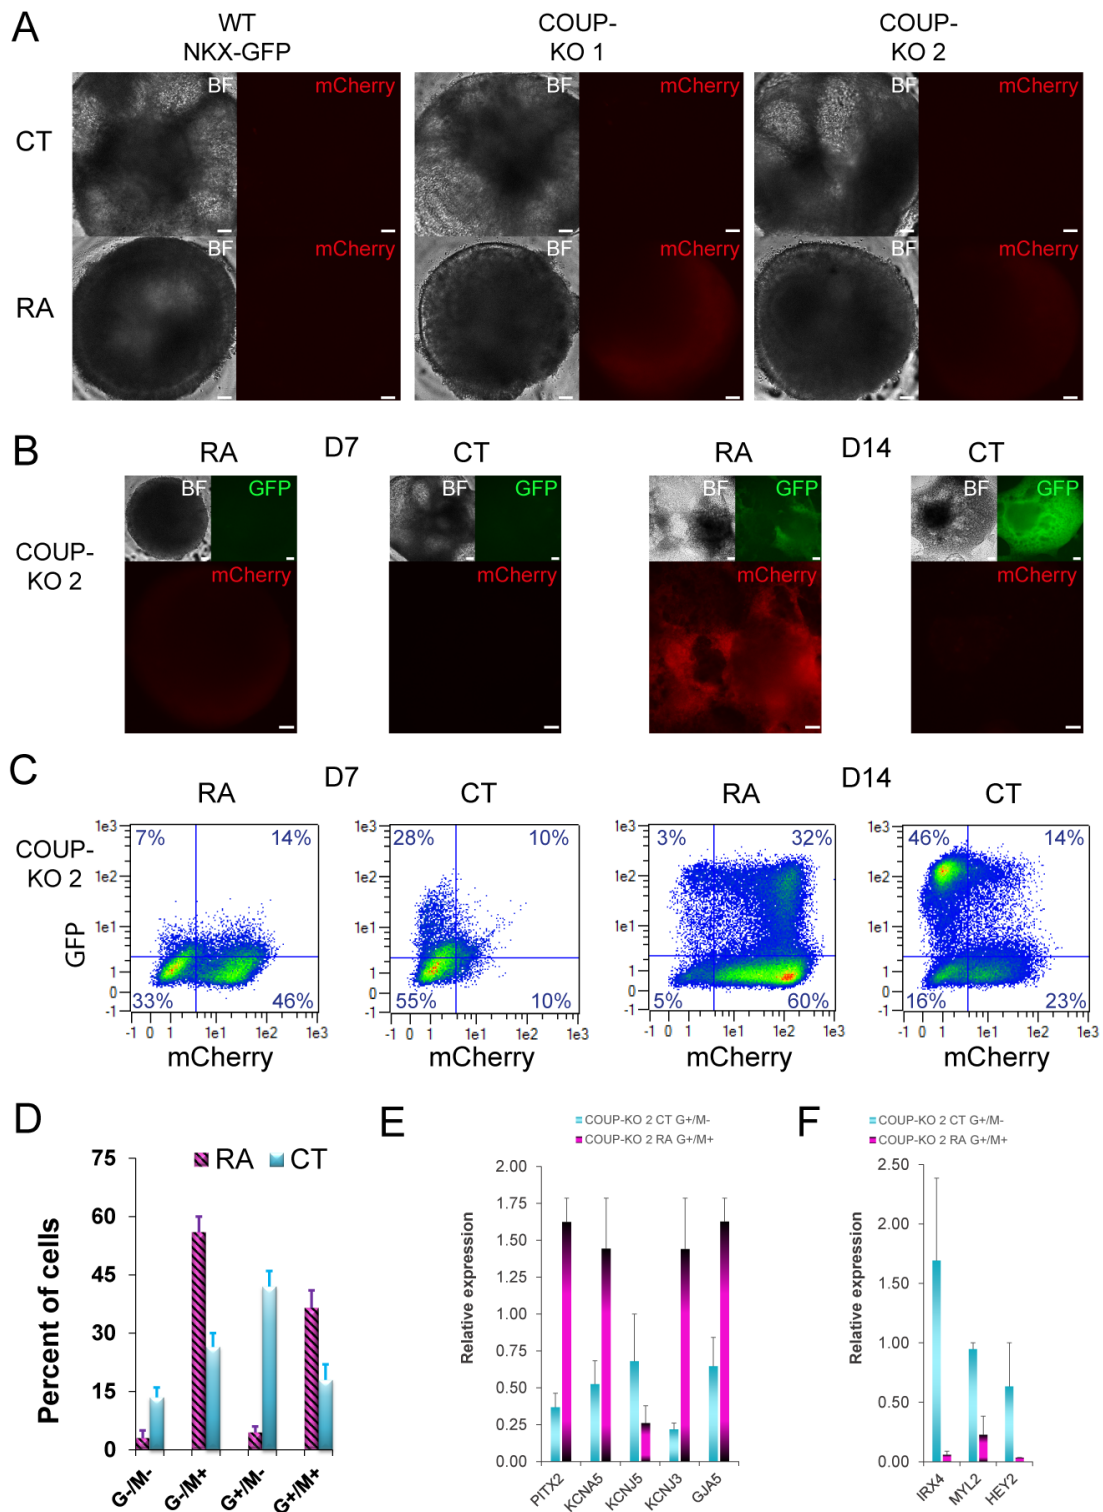 A
WT
NKX-GFP
COUP-
KO 1
COUP-
KO 2
CT
BF
mCherry
BF
mCherry
BF
mCherry
RA
BF
mCherry
BF
mCherry
BF
mCherry
B
D7
D14
RA
CT
RA
CT
COUP-
KO 2
BF
GFP
mCherry
BF
GFP
mCherry
BF
GFP
mCherry
BF
GFP
mCherry
C
D7
D14
RA
CT
RA
CT
COUP-
KO 2
GFP
1e3
1e2
1e1
1
0
-1
7%
14%
33%
46%
-1 0 1 1e1 1e2 1e3
mCherry
1e3
1e2
1e1
1
0
-1
28%
10%
55%
10%
-1 0 1 1e1 1e2 1e3
mCherry
1e3
1e2
1e1
1
0
-1
3%
32%
5%
60%
-1 0 1 1e1 1e2 1e3
mCherry
1e3
1e2
1e1
1
0
-1
46%
14%
16%
23%
-1 0 1 1e1 1e2 1e3
mCherry
D
RA
CT
Percent of cells
75
60
45
30
15
0
G-/M-
G-/M+
G+/M-
G+/M+
E
COUP-KO 2 CT G+/M-
COUP-KO 2 RA G+/M+
Relative expression
2.00
1.75
1.50
1.25
1.00
0.75
0.50
0.25
0.00
PITX2
KCNA5
KCNJ5
KCNJ3
GJA5
F
COUP-KO 2 CT G+/M-
COUP-KO 2 RA G+/M+
Relative expression
2.50
2.00
1.50
1.00
0.50
0.00
IRX4
MYL2
HEY2